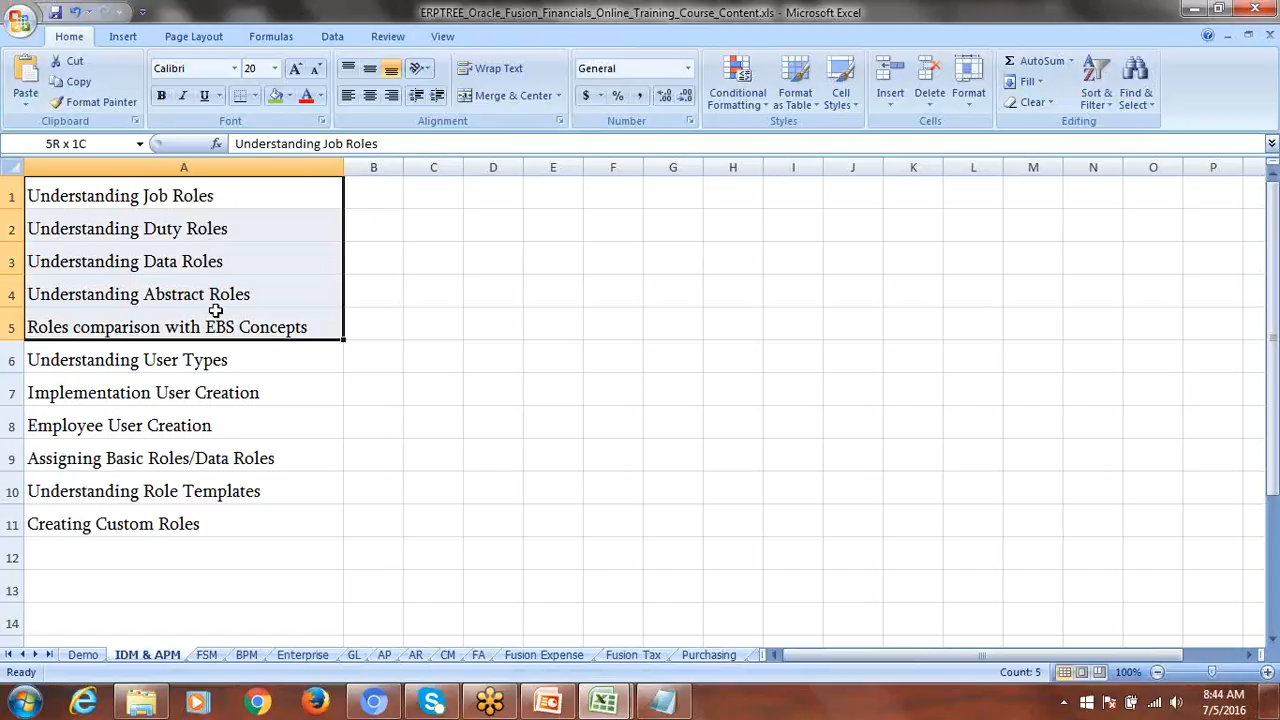 ERPTREE_Oracle_Fusion_Financials_Online_Training_Course_Content.xls - Microsoft Excel
Home Insert Page Layout Formulas Data Review View
Paste
Cut
Copy
Format Painter
Clipboard
Calibri 20
B I U
Font
Wrap Text
Merge & Center
Alignment
General
$ % ,
Number
Conditional Formatting
Format as Table
Cell Styles
Styles
Insert Delete Format
Cells
AutoSum
Fill
Clear
Sort & Filter
Find & Select
Editing
5R x 1C fx Understanding Job Roles
A B C D E F G H I J K L M N O P
1 Understanding Job Roles
2 Understanding Duty Roles
3 Understanding Data Roles
4 Understanding Abstract Roles
5 Roles comparison with EBS Concepts
6 Understanding User Types
7 Implementation User Creation
8 Employee User Creation
9 Assigning Basic Roles/Data Roles
10 Understanding Role Templates
11 Creating Custom Roles
12
13
14
Demo IDM & APM FSM BPM Enterprise GL AP AR CM FA Fusion Expense Fusion Tax Purchasing
Ready Count: 5 100%
8:44 AM
7/5/2016